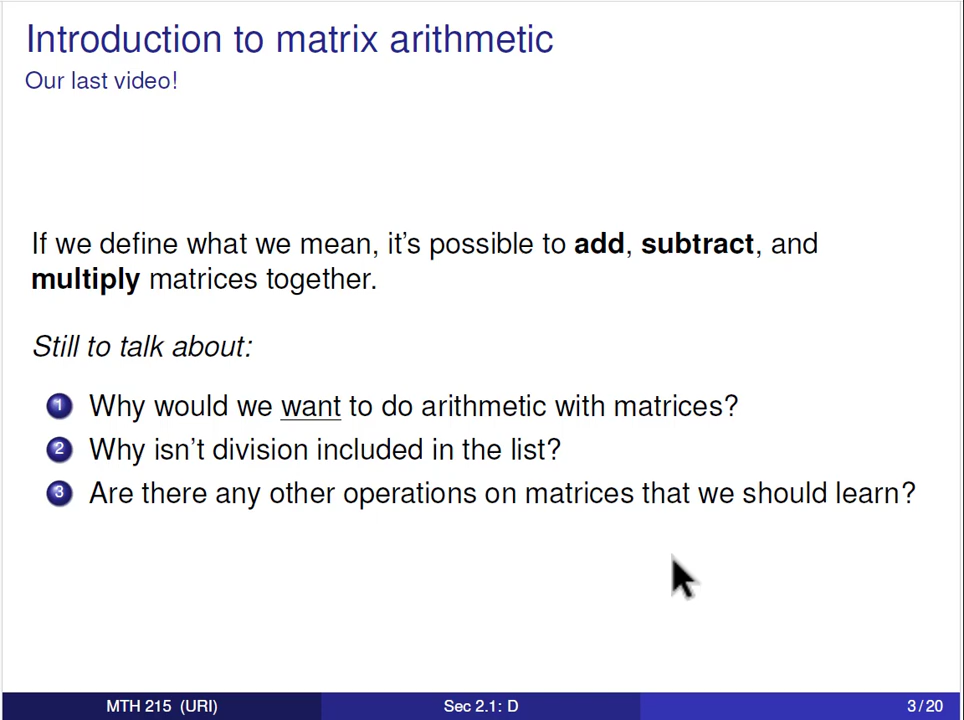 Introduction to matrix arithmetic
Our last video!
If we define what we mean, it's possible to add, subtract, and
multiply matrices together.
Still to talk about:
1 Why would we want to do arithmetic with matrices?
2 Why isn't division included in the list?
3 Are there any other operations on matrices that we should learn?
MTH 215 (URI) Sec 2.1: D 3 / 20